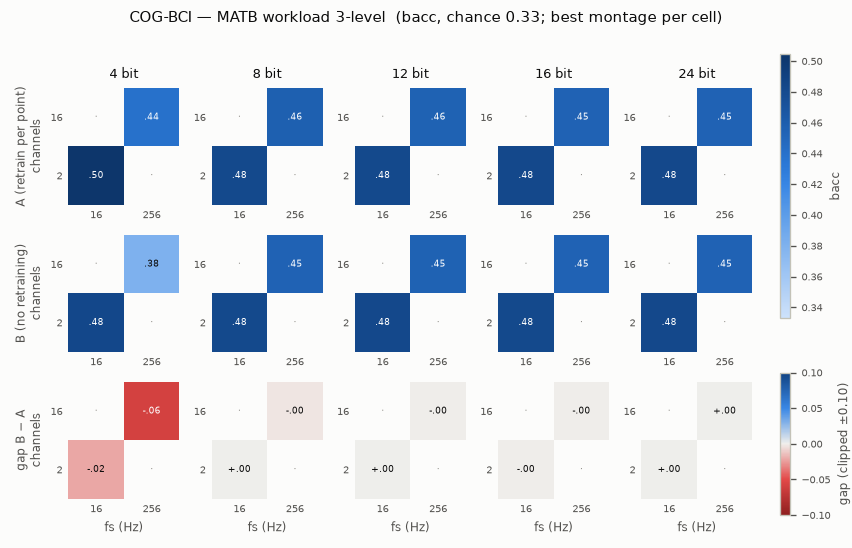 COG-BCI — MATB workload 3-level (bacc, chance 0.33; best montage per cell)
4 bit 8 bit 12 bit 16 bit 24 bit
A (retrain per point)
channels
16 · .44 16 · .46 16 · .46 16 · .45 16 · .45
2 .50 · 2 .48 · 2 .48 · 2 .48 · 2 .48 ·
16 256 16 256 16 256 16 256 16 256
B (no retraining)
channels
16 · .38 16 · .45 16 · .45 16 · .45 16 · .45
2 .48 · 2 .48 · 2 .48 · 2 .48 · 2 .48 ·
16 256 16 256 16 256 16 256 16 256
gap B − A
channels
16 · -.06 16 · -.00 16 · -.00 16 · -.00 16 · +.00
2 -.02 · 2 +.00 · 2 +.00 · 2 -.00 · 2 +.00 ·
16 256 16 256 16 256 16 256 16 256
fs (Hz) fs (Hz) fs (Hz) fs (Hz) fs (Hz)
0.50
0.48
0.46
0.44
0.42
0.40
0.38
0.36
0.34
bacc
0.10
0.05
0.00
−0.05
−0.10
gap (clipped ±0.10)